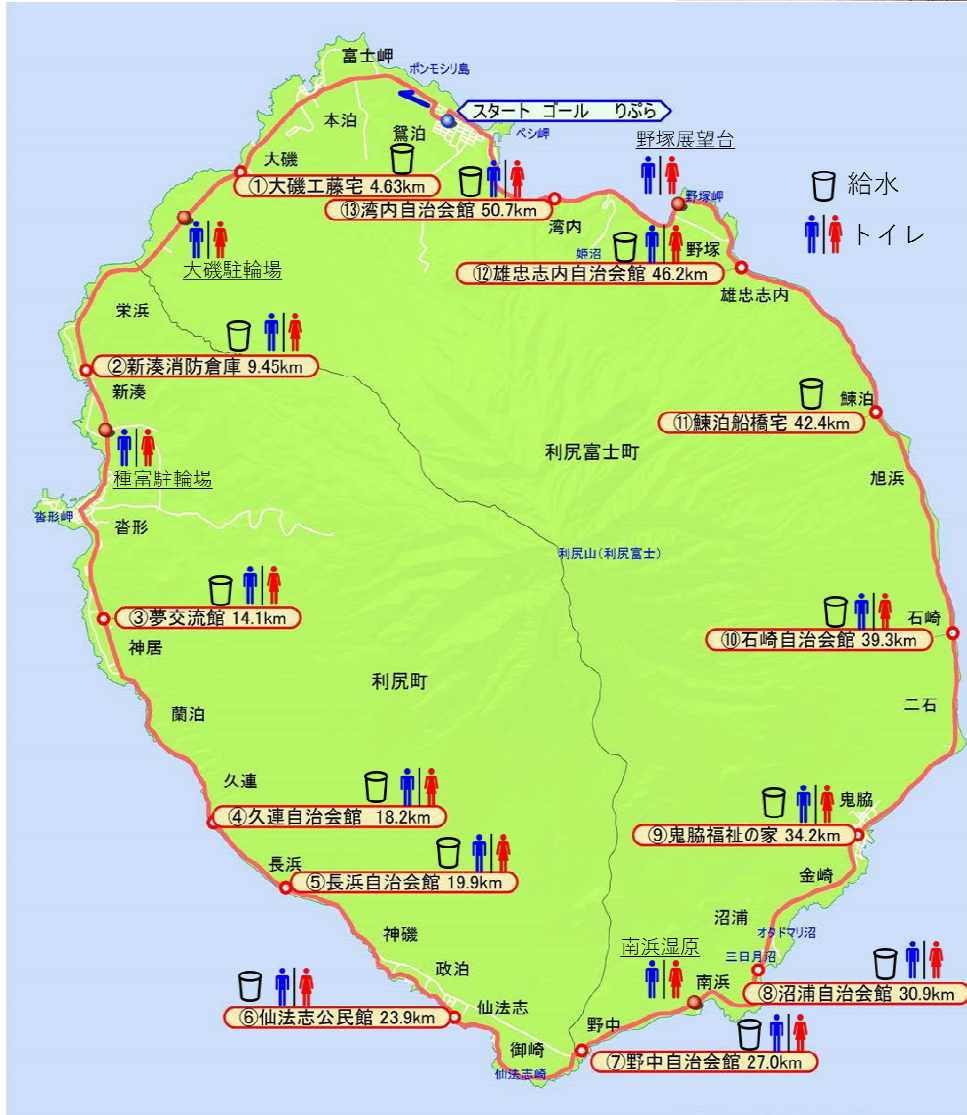 富士岬
ポンモシリ島
スタート ゴール りぷら
本泊
鴛泊
ペシ岬
野塚展望台
大磯
①大磯工藤宅 4.63km
給水
⑬湾内自治会館 50.7km
野塚岬
湾内
トイレ
姫沼
野塚
大磯駐輪場
⑫雄忠志内自治会館 46.2km
雄忠志内
栄浜
②新湊消防倉庫 9.45km
新湊
鰊泊
⑪鰊泊船橋宅 42.4km
利尻富士町
種富駐輪場
旭浜
沓形岬
沓形
利尻山(利尻富士)
③夢交流館 14.1km
石崎
⑩石崎自治会館 39.3km
神居
利尻町
二石
蘭泊
久連
鬼脇
④久連自治会館 18.2km
⑨鬼脇福祉の家 34.2km
長浜
金崎
⑤長浜自治会館 19.9km
沼浦
神磯
オタドマリ沼
南浜湿原
政泊
三日月沼
南浜
仙法志
⑧沼浦自治会館 30.9km
⑥仙法志公民館 23.9km
野中
御崎
⑦野中自治会館 27.0km
仙法志崎